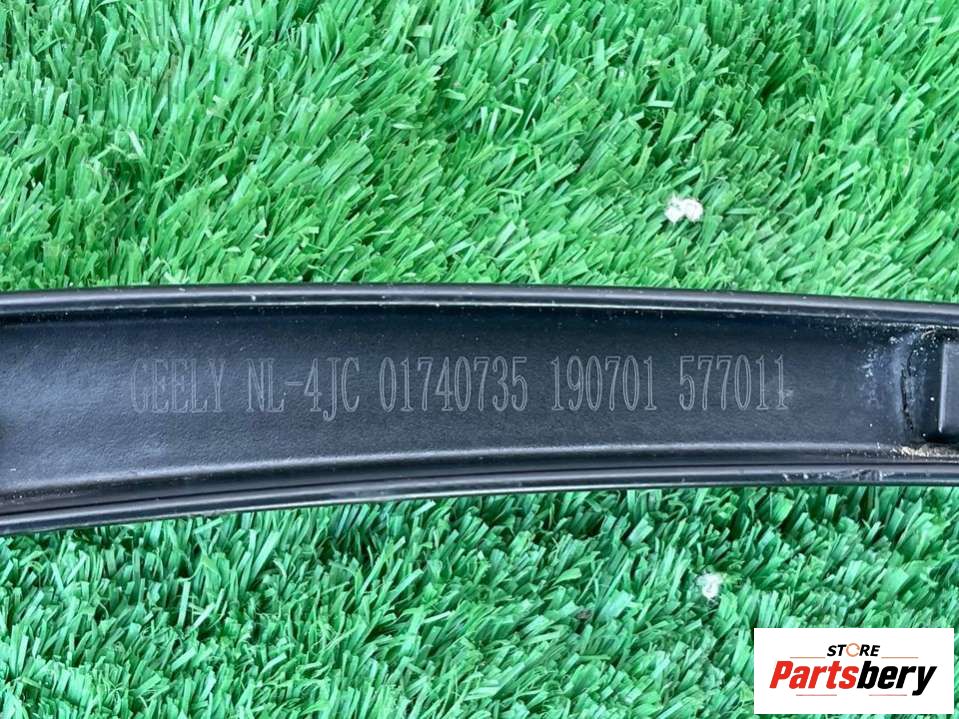 GEELY NL-4JC 01740735 190701 577011
STORE
Partsbery